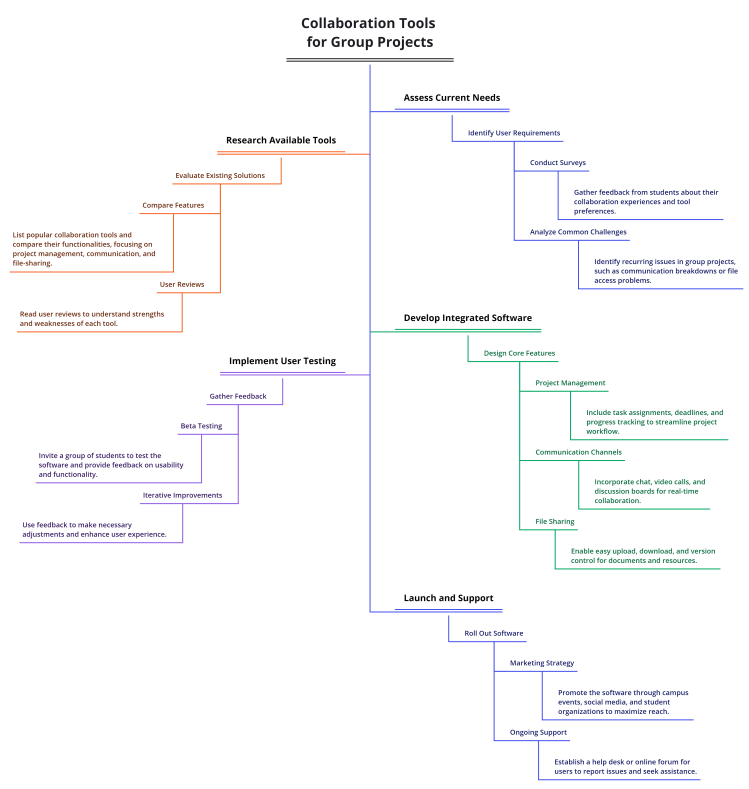 Collaboration Tools
for Group Projects
Assess Current Needs
Identify User Requirements
Conduct Surveys
Gather feedback from students about their
collaboration experiences and tool
preferences.
Analyze Common Challenges
Identify recurring issues in group projects,
such as communication breakdowns or file
access problems.
Research Available Tools
Evaluate Existing Solutions
Compare Features
List popular collaboration tools and
compare their functionalities, focusing on
project management, communication, and
file-sharing.
User Reviews
Read user reviews to understand strengths
and weaknesses of each tool.
Develop Integrated Software
Design Core Features
Project Management
Include task assignments, deadlines, and
progress tracking to streamline project
workflow.
Communication Channels
Incorporate chat, video calls, and
discussion boards for real-time
collaboration.
File Sharing
Enable easy upload, download, and version
control for documents and resources.
Implement User Testing
Gather Feedback
Beta Testing
Invite a group of students to test the
software and provide feedback on usability
and functionality.
Iterative Improvements
Use feedback to make necessary
adjustments and enhance user experience.
Launch and Support
Roll Out Software
Marketing Strategy
Promote the software through campus
events, social media, and student
organizations to maximize reach.
Ongoing Support
Establish a help desk or online forum for
users to report issues and seek assistance.